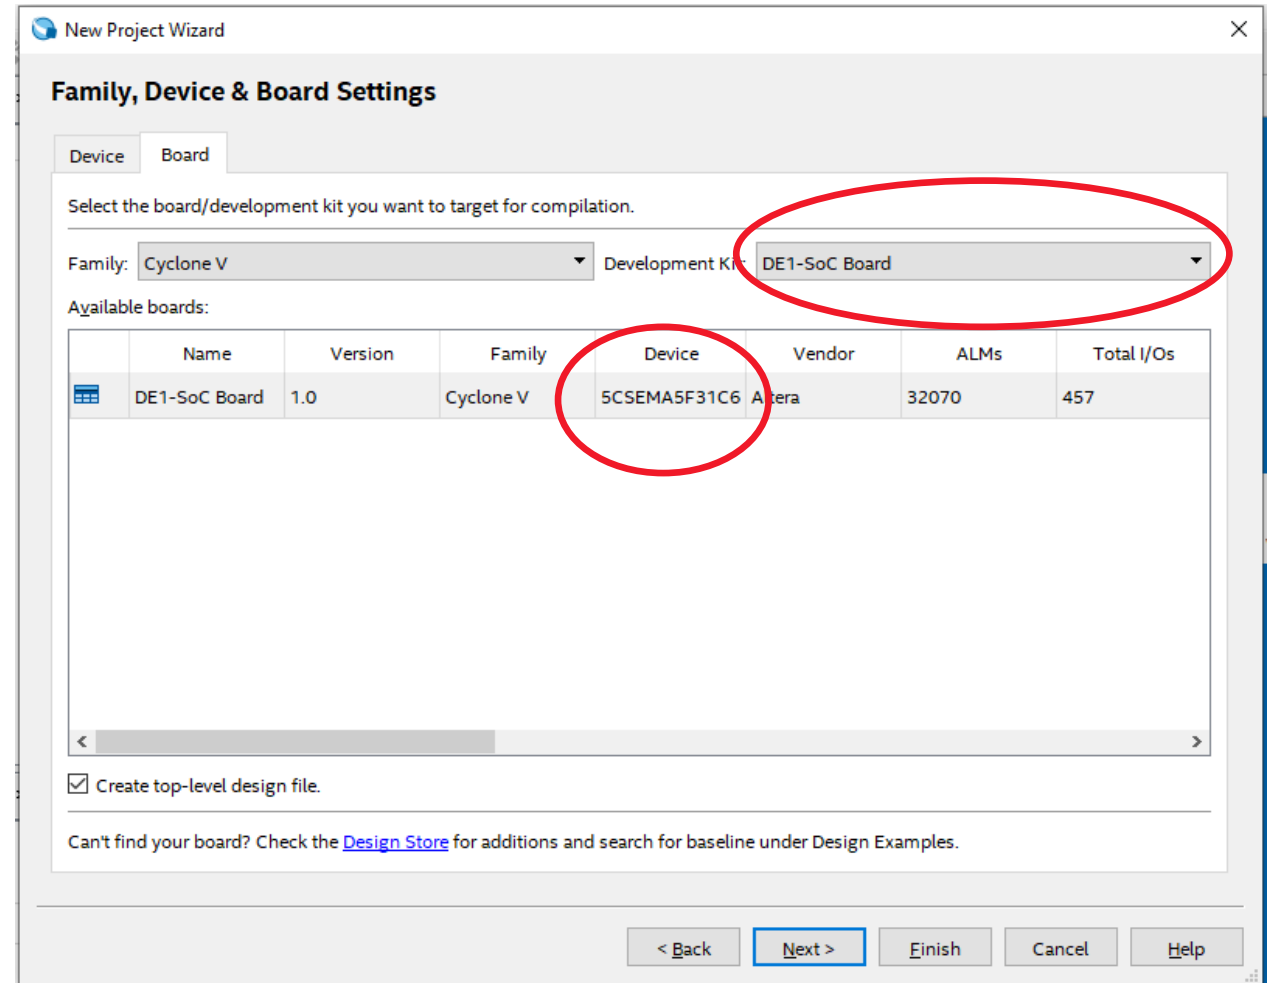 New Project Wizard
Family, Device & Board Settings
Device Board
Select the board/development kit you want to target for compilation.
Family: Cyclone V Development Kit: DE1-SoC Board
Available boards:
Name Version Family Device Vendor ALMs Total I/Os
DE1-SoC Board 1.0 Cyclone V 5CSEMA5F31C6 Altera 32070 457
Create top-level design file.
Can't find your board? Check the Design Store for additions and search for baseline under Design Examples.
< Back Next > Finish Cancel Help